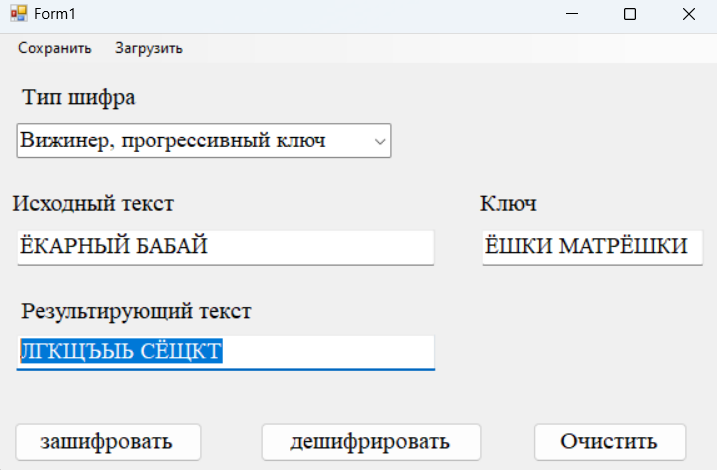 Form1
Сохранить Загрузить
Тип шифра
Вижинер, прогрессивный ключ
Исходный текст Ключ
ЁКАРНЫЙ БАБАЙ ЁШКИ МАТРЁШКИ
Результирующий текст
ЛГКЩЪЫЬ СЁЩКТ
зашифровать дешифрировать Очистить